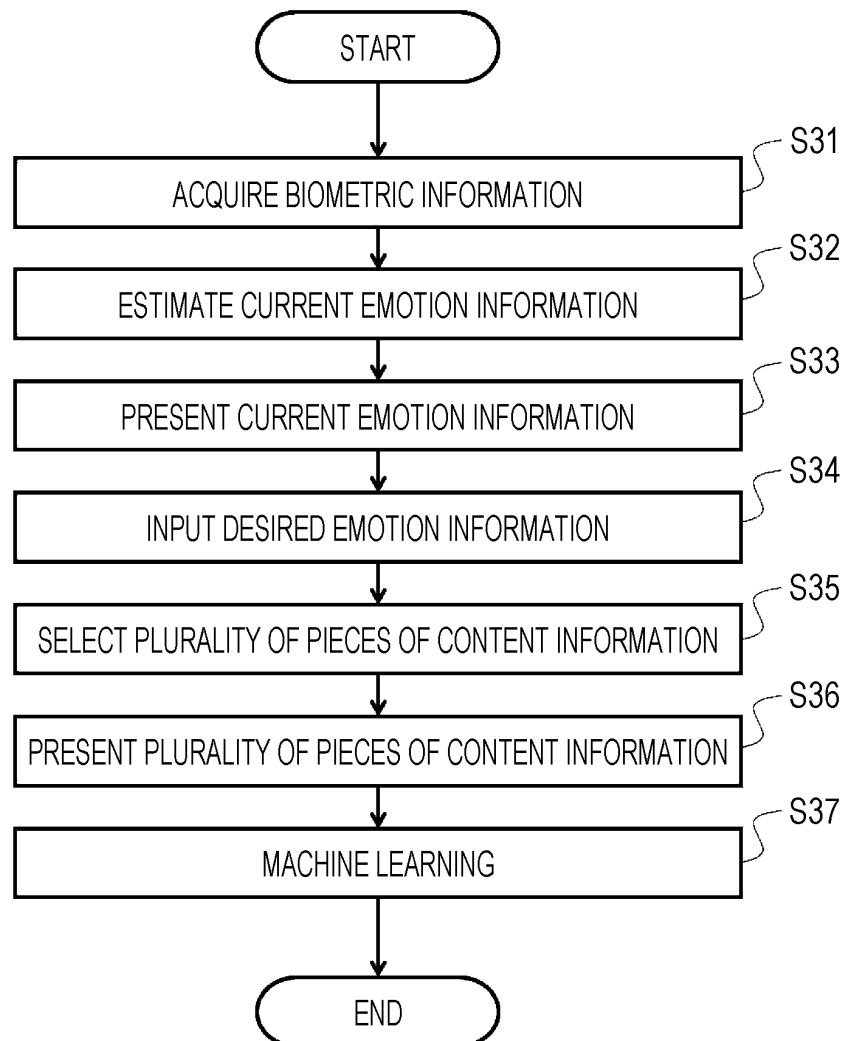 START
S31
ACQUIRE BIOMETRIC INFORMATION
S32
ESTIMATE CURRENT EMOTION INFORMATION
S33
PRESENT CURRENT EMOTION INFORMATION
S34
INPUT DESIRED EMOTION INFORMATION
S35
SELECT PLURALITY OF PIECES OF CONTENT INFORMATION
S36
PRESENT PLURALITY OF PIECES OF CONTENT INFORMATION
S37
MACHINE LEARNING
END